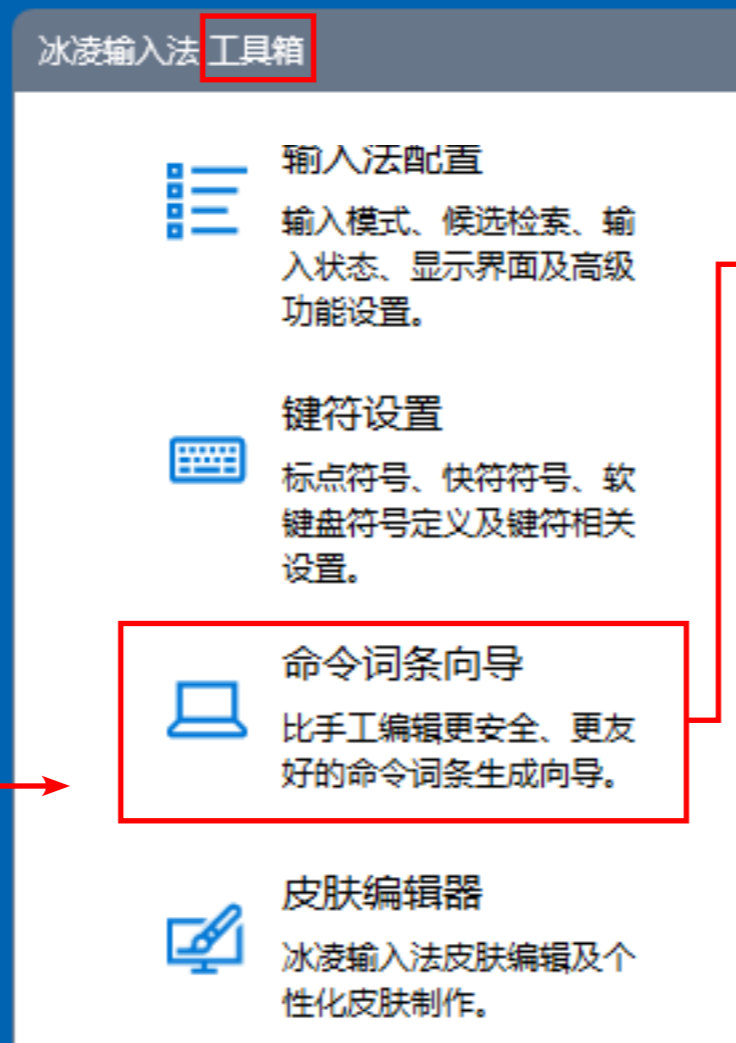 冰凌输入法 工具箱
输入法配置
输入模式、候选检索、输
入状态、显示界面及高级
功能设置。
键符设置
标点符号、快符符号、软
键盘符号定义及键符相关
设置。
命令词条向导
比手工编辑更安全、更友
好的命令词条生成向导。
皮肤编辑器
冰凌输入法皮肤编辑及个
性化皮肤制作。